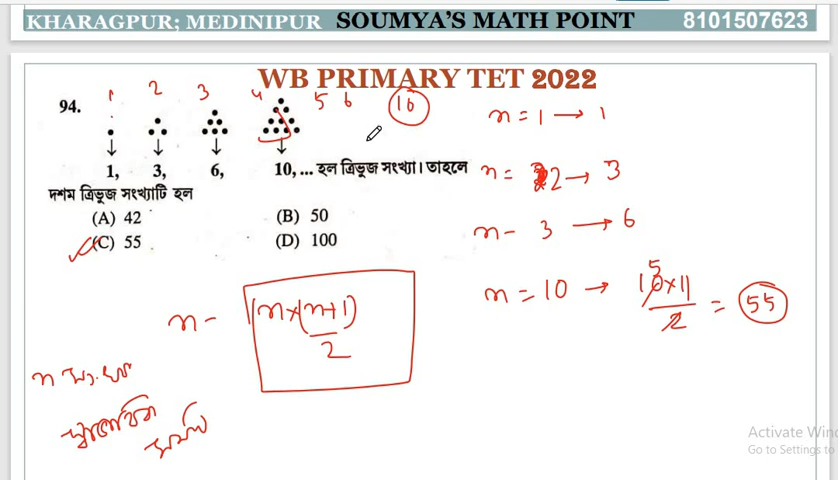 KHARAGPUR; MEDINIPUR SOUMYA'S MATH POINT 8101507623
WB PRIMARY TET 2022
1 2 3 4 5 6 10
94.
1, 3, 6, 10, ... হল ত্রিভুজ সংখ্যা। তাহলে
দশম ত্রিভুজ সংখ্যাটি হল
(A) 42 (B) 50
(C) 55 (D) 100
n = 1 → 1
n = 2 → 3
n - 3 → 6
n = 10 → 10×11/2 = 55
5
n - n×(n+1)/2
n
স্বাভাবিক
Activate Win
Go to Settings to